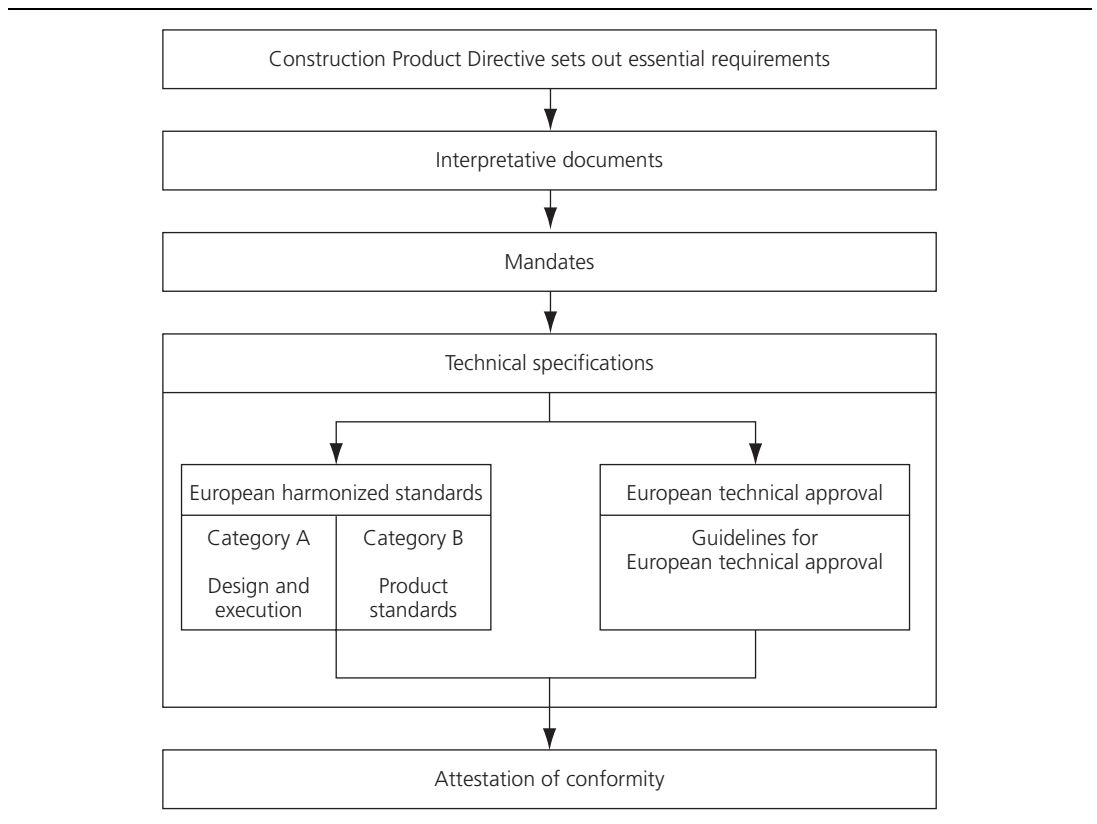 Construction Product Directive sets out essential requirements
Interpretative documents
Mandates
Technical specifications
European harmonized standards
Category A
Design and
execution
Category B
Product
standards
European technical approval
Guidelines for
European technical approval
Attestation of conformity